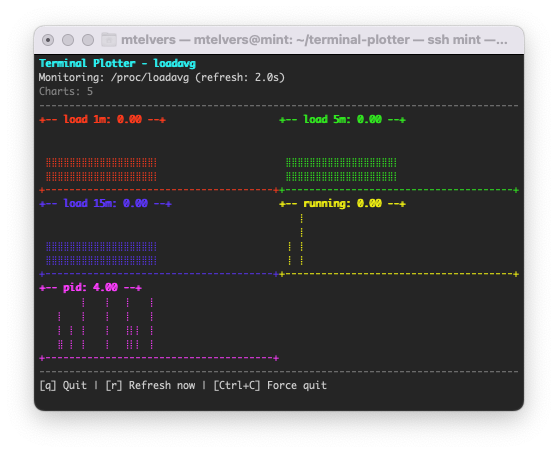 mtelvers — mtelvers@mint: ~/terminal-plotter — ssh mint —...
Terminal Plotter - loadavg
Monitoring: /proc/loadavg (refresh: 2.0s)
Charts: 5
+-- load 1m: 0.00 --+ +-- load 5m: 0.00 --+
+-- load 15m: 0.00 --+ +-- running: 0.00 --+
+-- pid: 4.00 --+
[q] Quit | [r] Refresh now | [Ctrl+C] Force quit